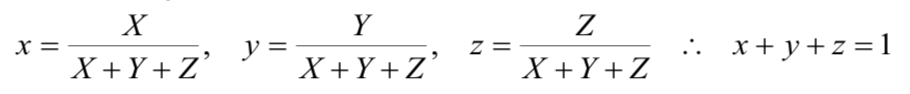 x = X / (X + Y + Z), y = Y / (X + Y + Z), z = Z / (X + Y + Z) ∴ x + y + z = 1